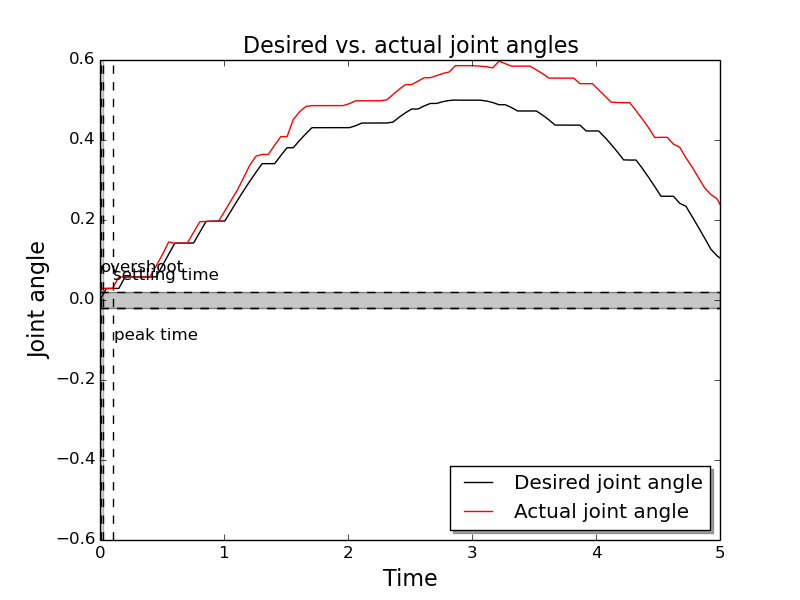 Desired vs. actual joint angles
0.6
0.4
0.2
0.0
−0.2
−0.4
−0.6
Joint angle
overshoot
settling time
peak time
Desired joint angle
Actual joint angle
0 1 2 3 4 5
Time